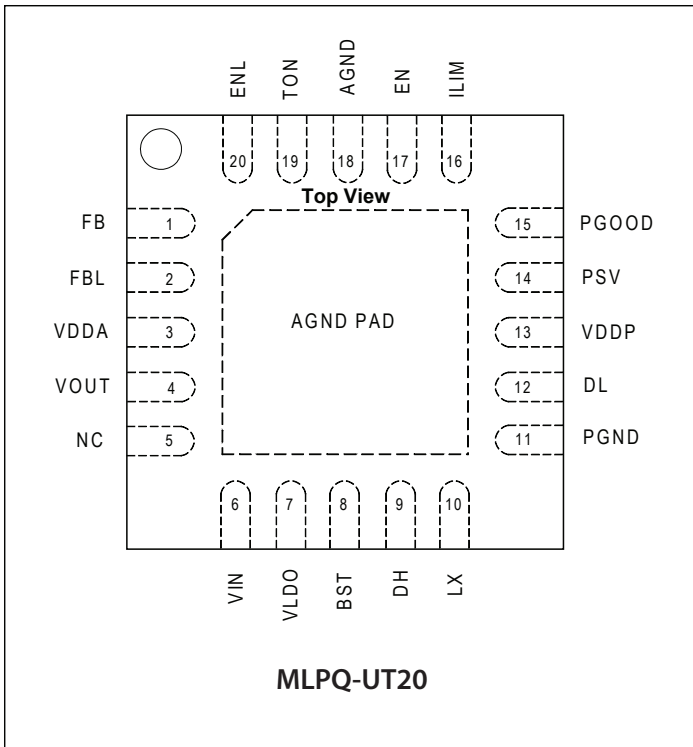 ENL TON AGND EN ILIM
20 19 18 17 16
Top View
FB 1
FBL 2
VDDA 3
VOUT 4
NC 5
AGND PAD
15 PGOOD
14 PSV
13 VDDP
12 DL
11 PGND
6 7 8 9 10
VIN VLDO BST DH LX
MLPQ-UT20